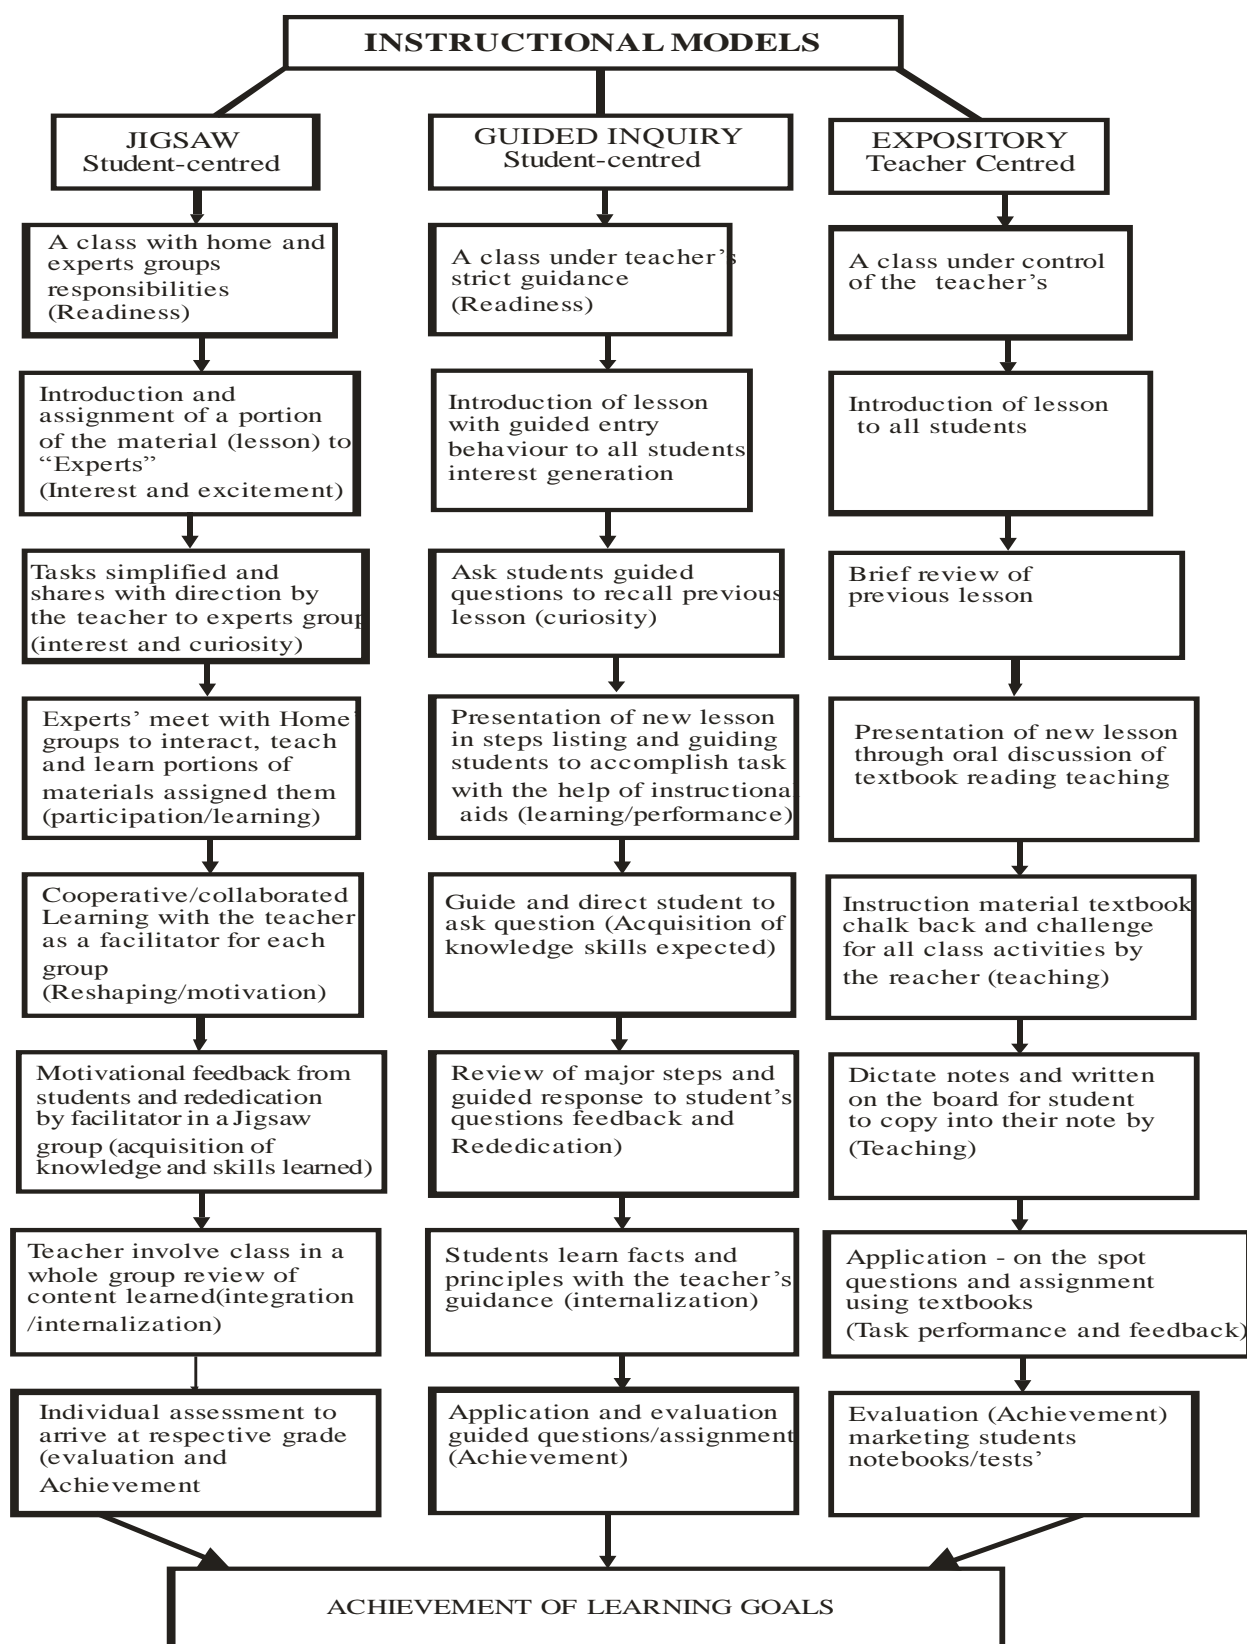 INSTRUCTIONAL MODELS
JIGSAW
Student-centred
GUIDED INQUIRY
Student-centred
EXPOSITORY
Teacher Centred
A class with home and
experts groups
responsibilities
(Readiness)
A class under teacher's
strict guidance
(Readiness)
A class under control
of the teacher's
Introduction and
assignment of a portion
of the material (lesson) to
“Experts”
(Interest and excitement)
Introduction of lesson
with guided entry
behaviour to all students
interest generation
Introduction of lesson
to all students
Tasks simplified and
shares with direction by
the teacher to experts group
(interest and curiosity)
Ask students guided
questions to recall previous
lesson (curiosity)
Brief review of
previous lesson
Experts’ meet with Home’
groups to interact, teach
and learn portions of
materials assigned them
(participation/learning)
Presentation of new lesson
in steps listing and guiding
students to accomplish task
with the help of instructional
aids (learning/performance)
Presentation of new lesson
through oral discussion of
textbook reading teaching
Cooperative/collaborated
Learning with the teacher
as a facilitator for each
group
(Reshaping/motivation)
Guide and direct student to
ask question (Acquisition of
knowledge skills expected)
Instruction material textbook
chalk back and challenge
for all class activities by
the reacher (teaching)
Motivational feedback from
students and rededication
by facilitator in a Jigsaw
group (acquisition of
knowledge and skills learned)
Review of major steps and
guided response to student’s
questions feedback and
Rededication)
Dictate notes and written
on the board for student
to copy into their note by
(Teaching)
Teacher involve class in a
whole group review of
content learned(integration
/internalization)
Students learn facts and
principles with the teacher’s
guidance (internalization)
Application - on the spot
questions and assignment
using textbooks
(Task performance and feedback)
Individual assessment to
arrive at respective grade
(evaluation and
Achievement
Application and evaluation
guided questions/assignment
(Achievement)
Evaluation (Achievement)
marketing students
notebooks/tests’
ACHIEVEMENT OF LEARNING GOALS